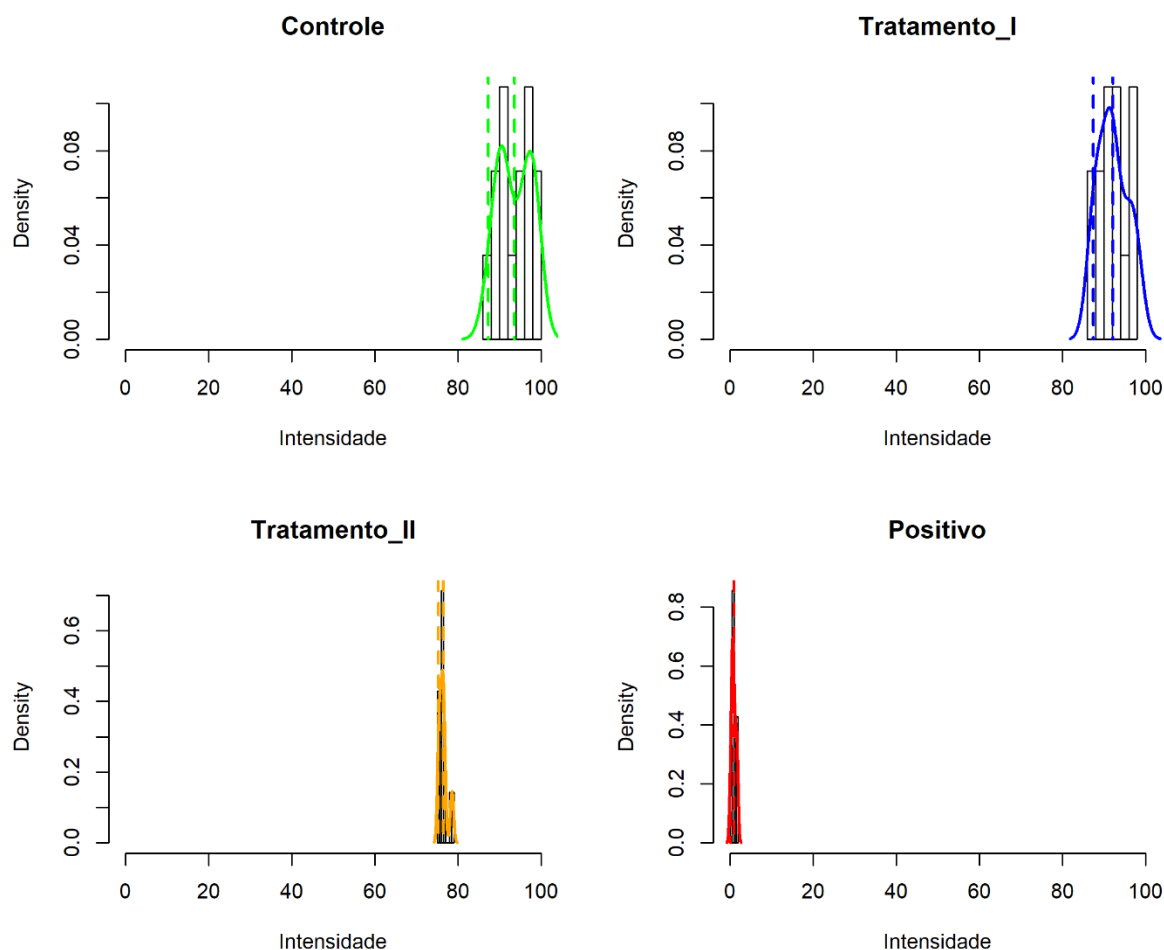 Controle
Density
0.00
0.04
0.08
0 20 40 60 80 100
Intensidade
Tratamento_I
Density
0.00
0.04
0.08
0 20 40 60 80 100
Intensidade
Tratamento_II
Density
0.0 0.2 0.4 0.6
0 20 40 60 80 100
Intensidade
Positivo
Density
0.0 0.2 0.4 0.6 0.8
0 20 40 60 80 100
Intensidade